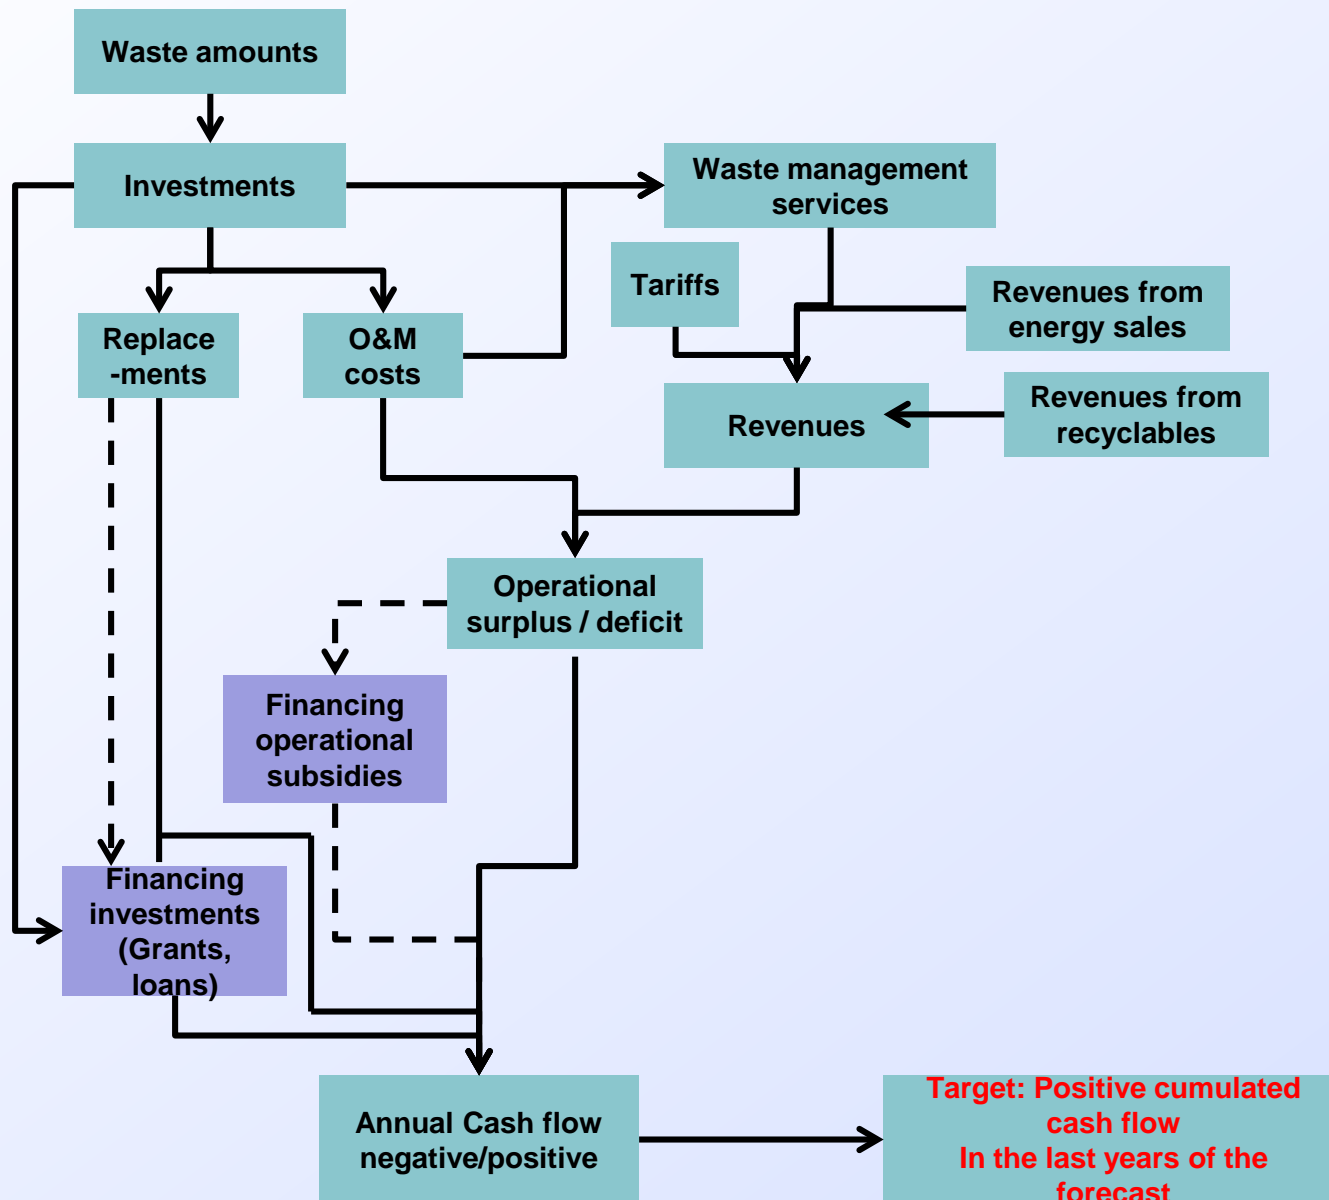 Waste amounts
Investments
Waste management
services
Tariffs
Revenues from
energy sales
Replace
-ments
O&M
costs
Revenues
Revenues from
recyclables
Operational
surplus / deficit
Financing
operational
subsidies
Financing
investments
(Grants,
loans)
Annual Cash flow
negative/positive
Target: Positive cumulated
cash flow
In the last years of the
forecast